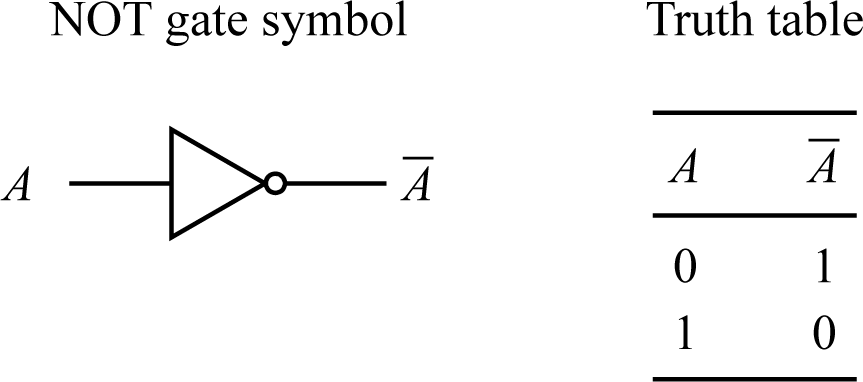 NOT gate symbol
A
A̅
Truth table
A A̅
0 1
1 0